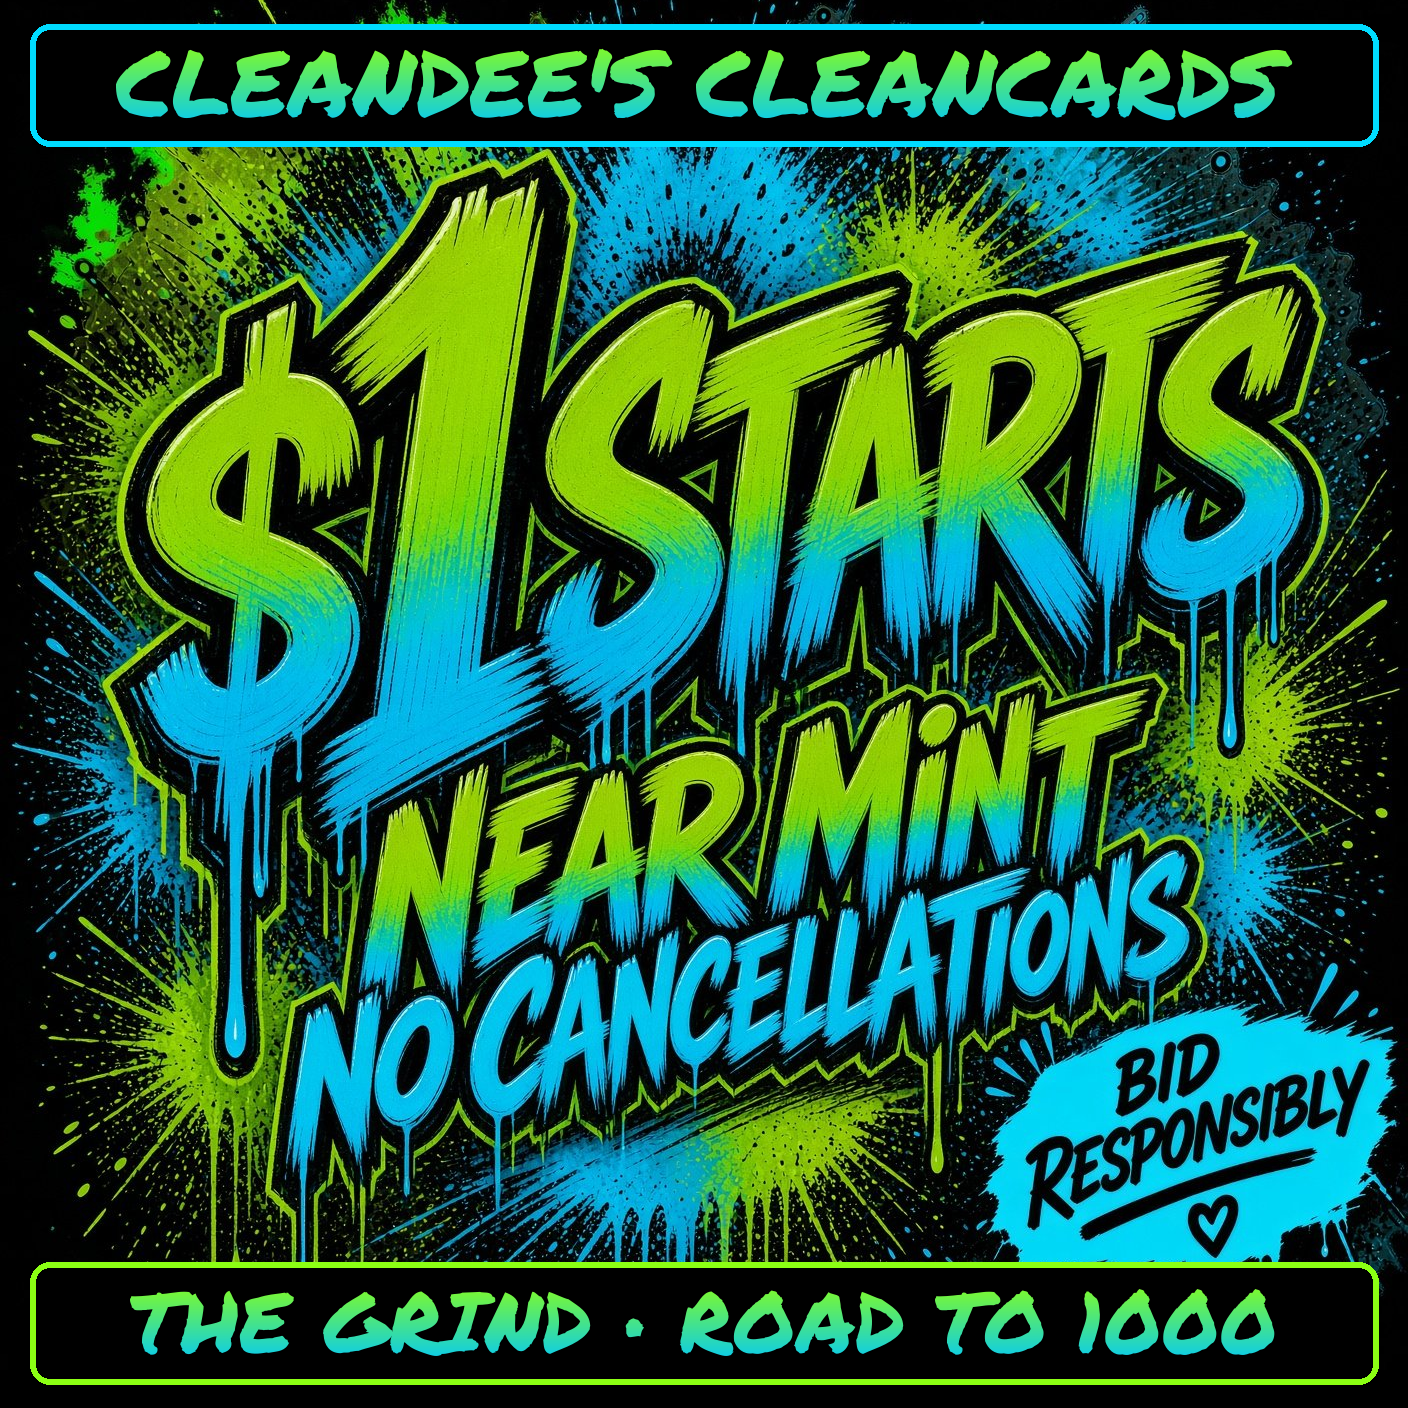 CLEANDEE'S CLEANCARDS
$1 STARTS
NEAR MiNT
NO CANCELLATIONS
BID
RESPONSIBLY
THE GRIND • ROAD TO 1000